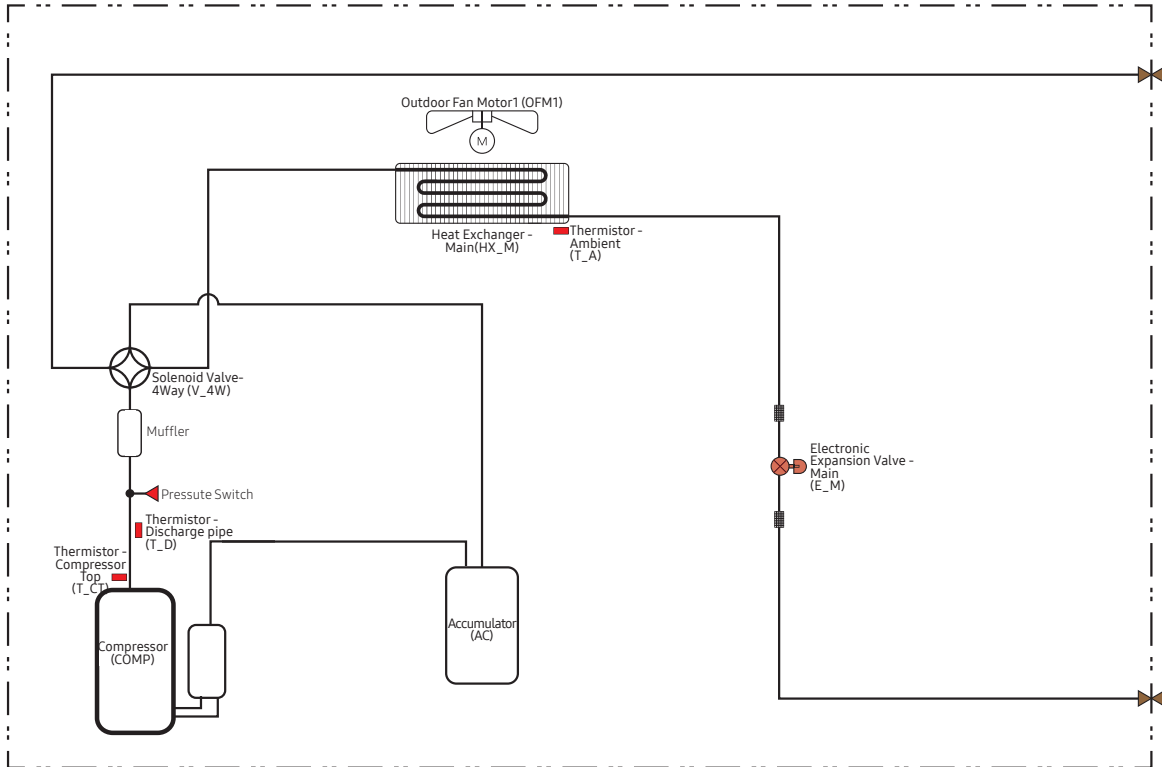 Outdoor Fan Motor1 (OFM1)
M
Heat Exchanger -
Main(HX_M)
Thermistor -
Ambient
(T_A)
Solenoid Valve-
4Way (V_4W)
Muffler
Electronic
Expansion Valve -
Main
(E_M)
Pressute Switch
Thermistor -
Discharge pipe
(T_D)
Thermistor -
Compressor
Top
(T_CT)
Compressor
(COMP)
Accumulator
(AC)